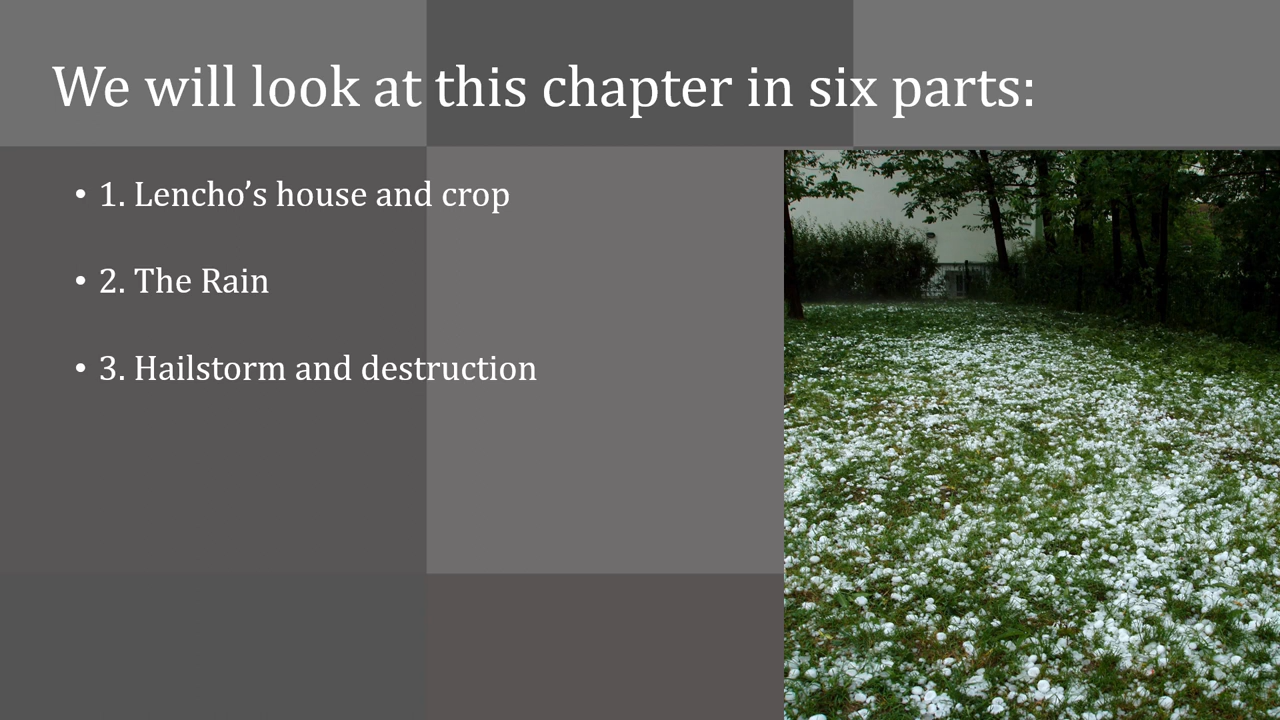 We will look at this chapter in six parts:
• 1. Lencho’s house and crop
• 2. The Rain
• 3. Hailstorm and destruction